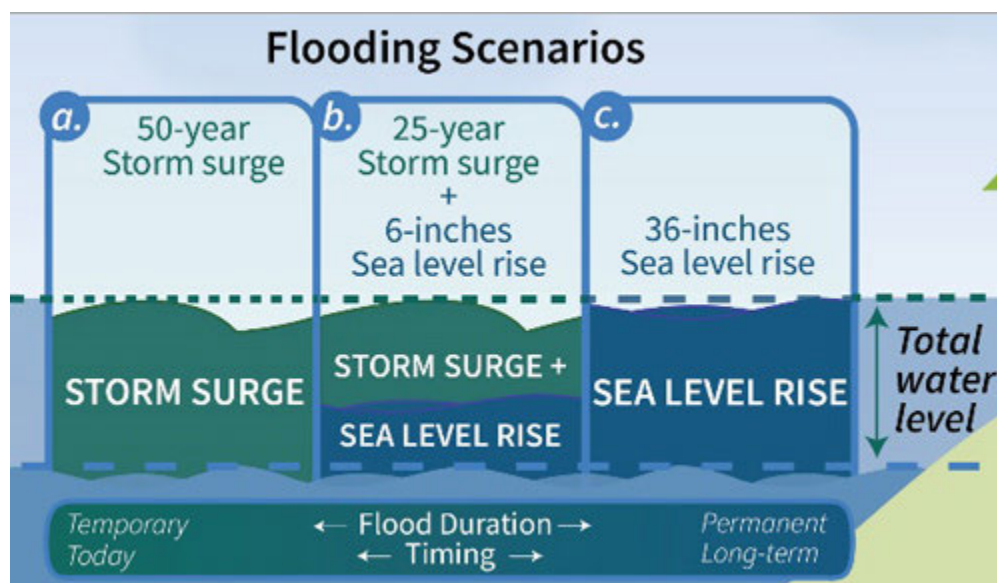 Flooding Scenarios
a.
50-year
Storm surge
b.
25-year
Storm surge
+
6-inches
Sea level rise
c.
36-inches
Sea level rise
STORM SURGE
STORM SURGE +
SEA LEVEL RISE
SEA LEVEL RISE
Total
water
level
Temporary
Today
← Flood Duration →
← Timing →
Permanent
Long-term